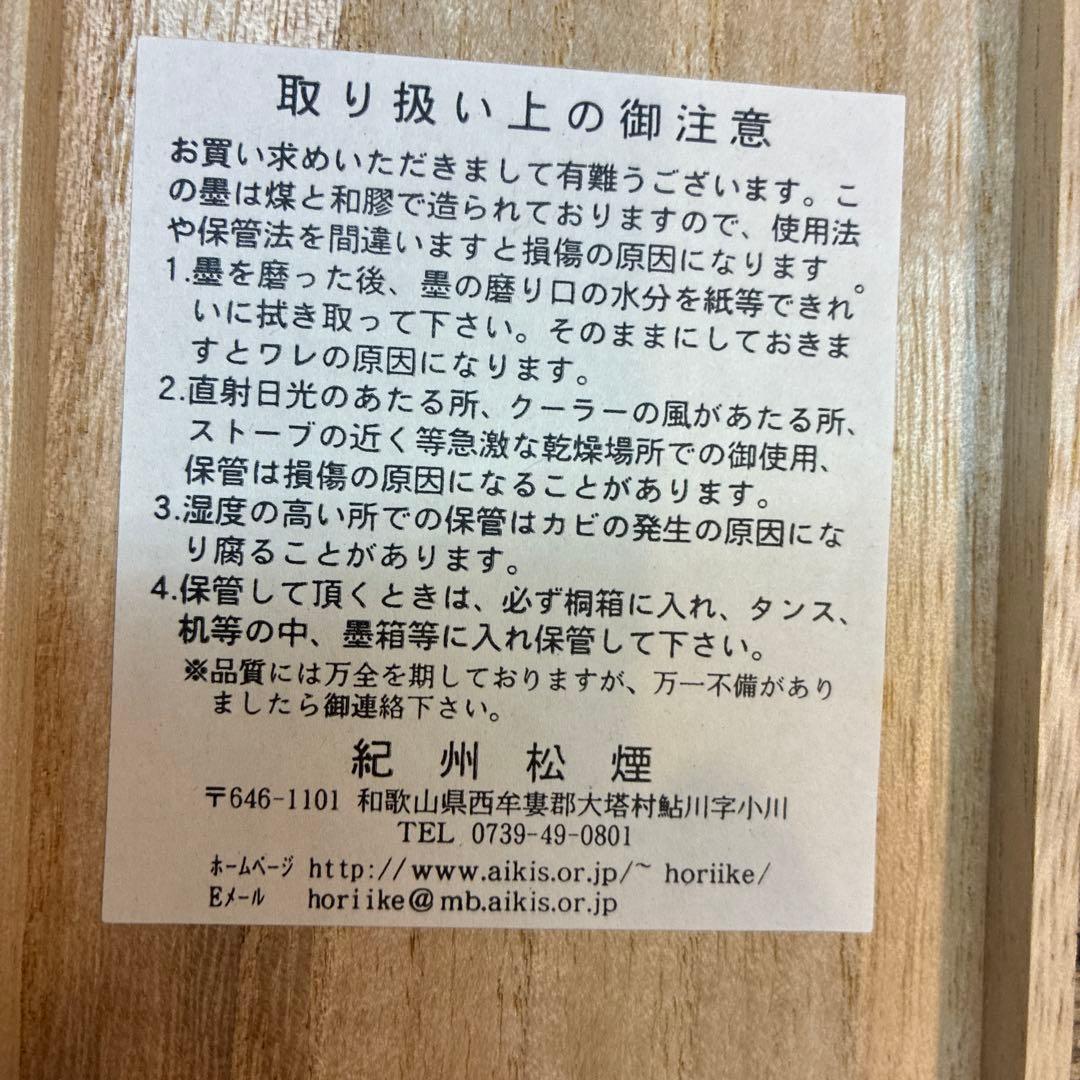 取り扱い上の御注意
お買い求めいただきまして有難うございます。こ
の墨は煤と和膠で造られておりますので、使用法
や保管法を間違いますと損傷の原因になります。
1.墨を磨った後、墨の磨り口の水分を紙等できれ
いに拭き取って下さい。そのままにしておきま
すとワレの原因になります。
2.直射日光のあたる所、クーラーの風があたる所、
ストーブの近く等急激な乾燥場所での御使用、
保管は損傷の原因になることがあります。
3.湿度の高い所での保管はカビの発生の原因にな
り腐ることがあります。
4.保管して頂くときは、必ず桐箱に入れ、タンス、
机等の中、墨箱等に入れ保管して下さい。
※品質には万全を期しておりますが、万一不備があり
ましたら御連絡下さい。
紀州松煙
〒646-1101 和歌山県西牟婁郡大塔村鮎川字小川
TEL 0739-49-0801
ホームページ http://www.aikis.or.jp/~horiike/
Eメール horiike@mb.aikis.or.jp